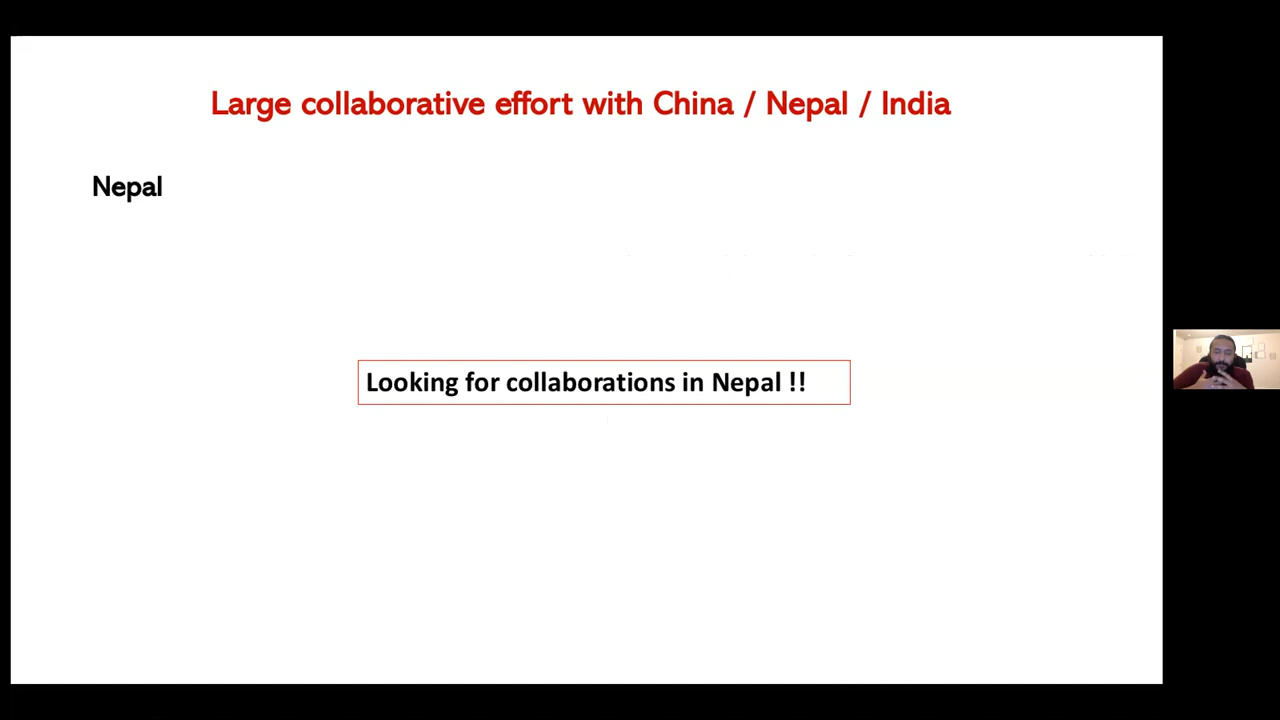 Large collaborative effort with China / Nepal / India
Nepal
Looking for collaborations in Nepal !!